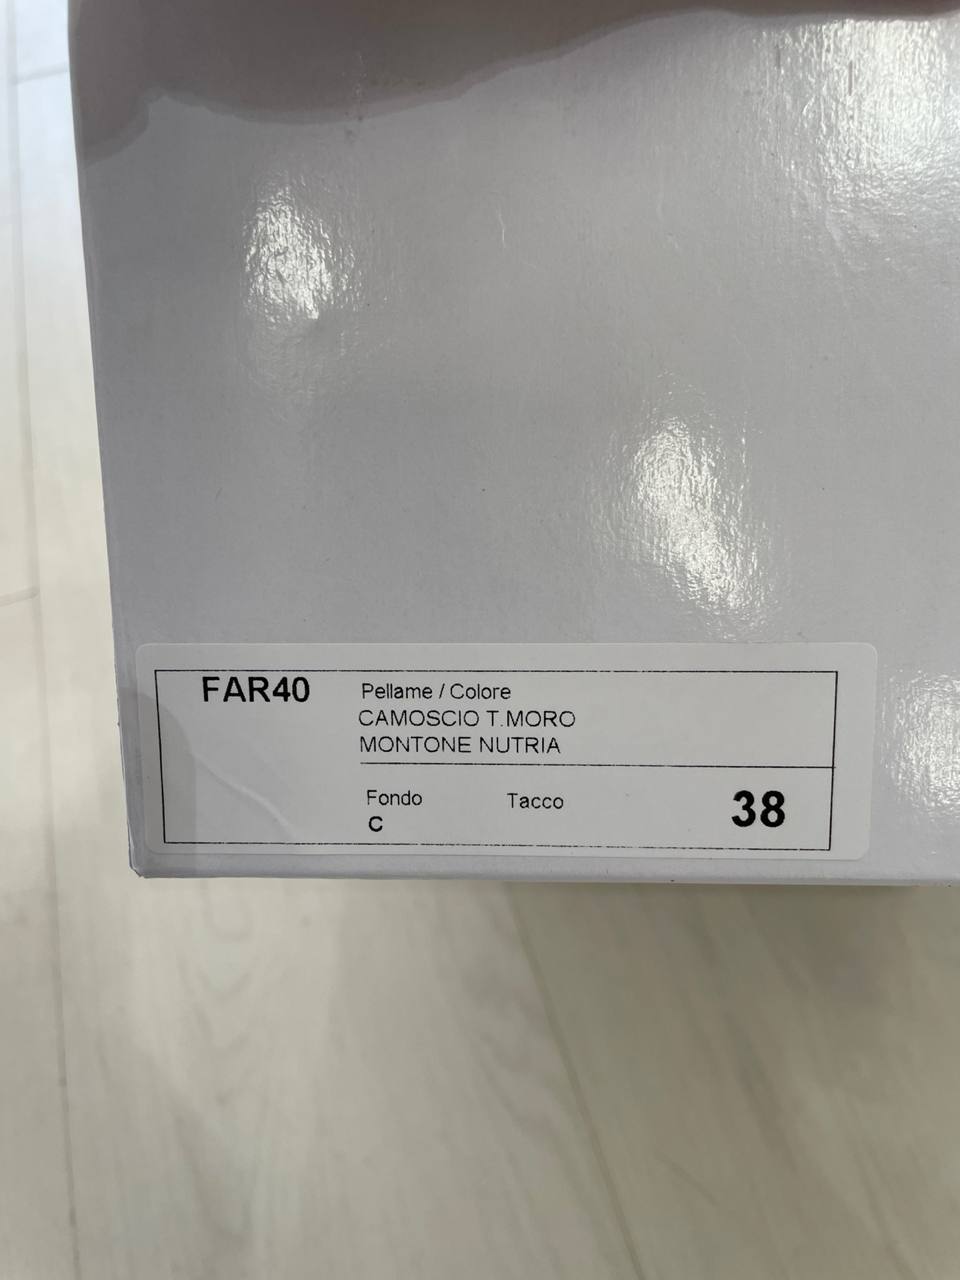 FAR40
Pellame / Colore
CAMOSCIO T.MORO
MONTONE NUTRIA
Fondo Tacco
C
38